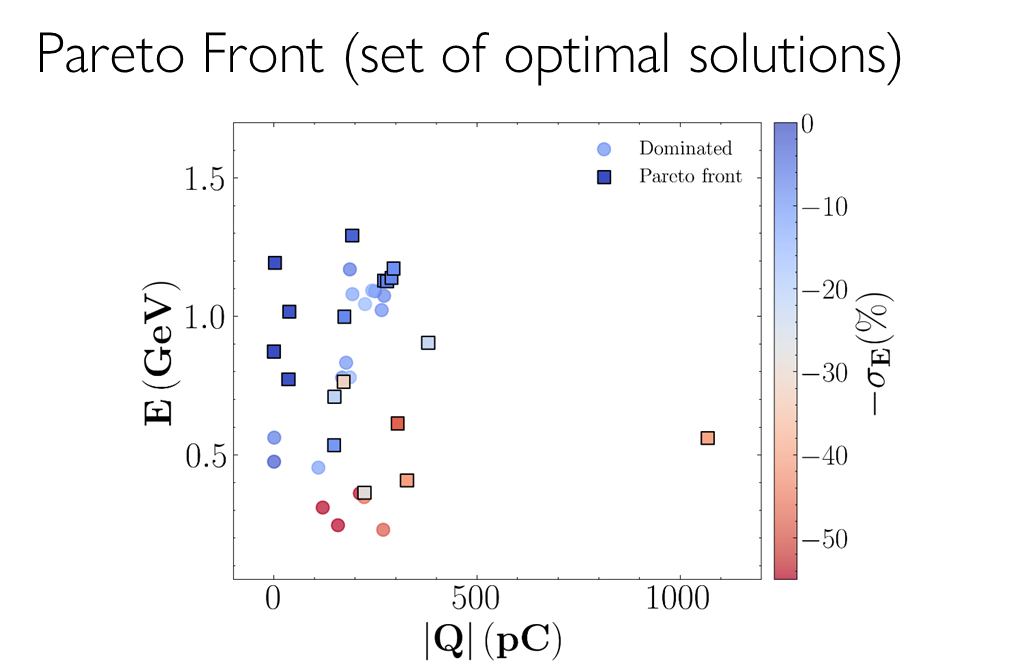 Pareto Front (set of optimal solutions)
Dominated
Pareto front
1.5
1.0
0.5
E (GeV)
0
500
1000
|Q| (pC)
0
−10
−20
−30
−40
−50
−σE(%)